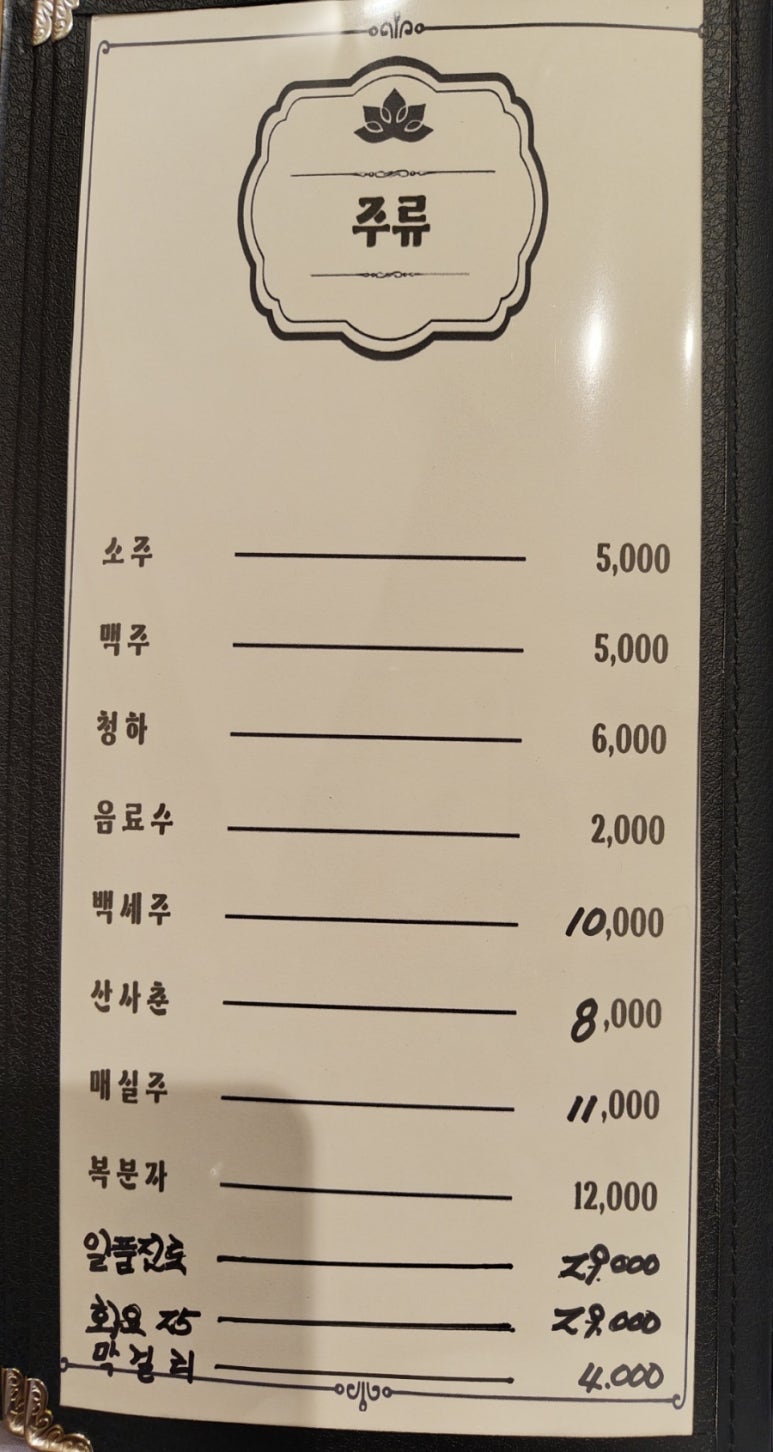 주류
소주 5,000
맥주 5,000
청하 6,000
음료수 2,000
백세주 10,000
산사춘 8,000
매실주 11,000
복분자 12,000
일품진로 29.000
화요 25 29.000
막걸리 4.000